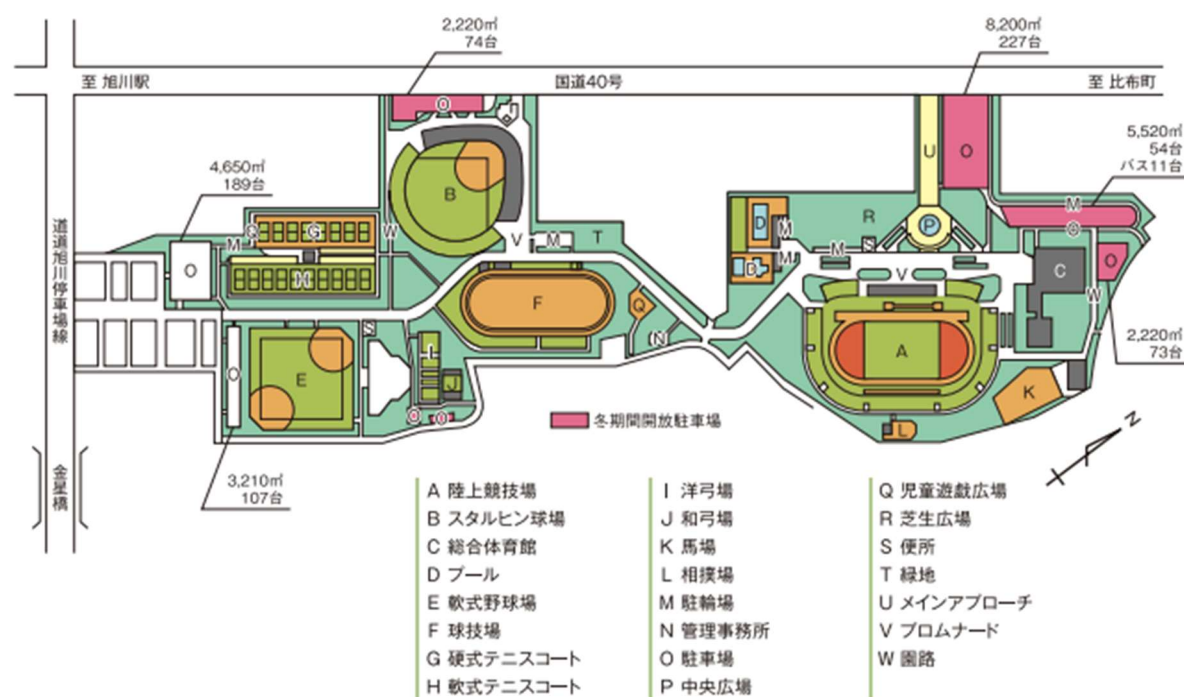 2,220㎡
74台
8,200㎡
227台
至 旭川駅
国道40号
至 比布町
5,520㎡
54台
バス11台
4,650㎡
189台
道道旭川停車場線
金星橋
O
J
U
O
B
P
M
O
Q
G
M
W
V
M
T
D
M
R
S
M
M
D
V
C
O
W
O
H
F
Q
N
A
2,220㎡
73台
S
I
J
O
E
O
O
K
L
N
冬期間開放駐車場
3,210㎡
107台
A 陸上競技場
B スタルヒン球場
C 総合体育館
D プール
E 軟式野球場
F 球技場
G 硬式テニスコート
H 軟式テニスコート
I 洋弓場
J 和弓場
K 馬場
L 相撲場
M 駐輪場
N 管理事務所
O 駐車場
P 中央広場
Q 児童遊戯広場
R 芝生広場
S 便所
T 緑地
U メインアプローチ
V プロムナード
W 園路